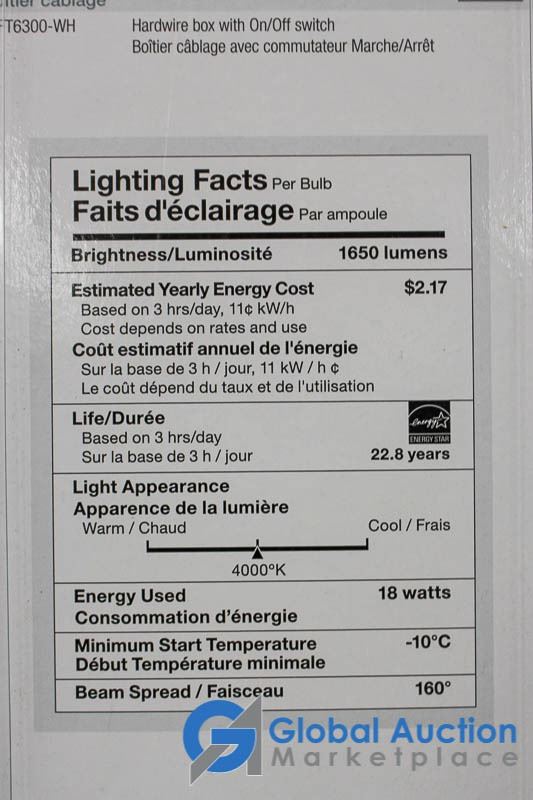 câblage
FT6300-WH Hardwire box with On/Off switch
Boîtier câblage avec commutateur Marche/Arrêt
Lighting Facts Per Bulb
Faits d'éclairage Par ampoule
Brightness/Luminosité 1650 lumens
Estimated Yearly Energy Cost $2.17
Based on 3 hrs/day, 11¢ kW/h
Cost depends on rates and use
Coût estimatif annuel de l'énergie
Sur la base de 3 h / jour, 11 kW / h ¢
Le coût dépend du taux et de l'utilisation
Life/Durée
energy
ENERGY STAR
Based on 3 hrs/day
Sur la base de 3 h / jour 22.8 years
Light Appearance
Apparence de la lumière
Warm / Chaud Cool / Frais
4000°K
Energy Used 18 watts
Consommation d'énergie
Minimum Start Temperature -10°C
Début Température minimale
Beam Spread / Faisceau 160°
Global Auction
Marketplace